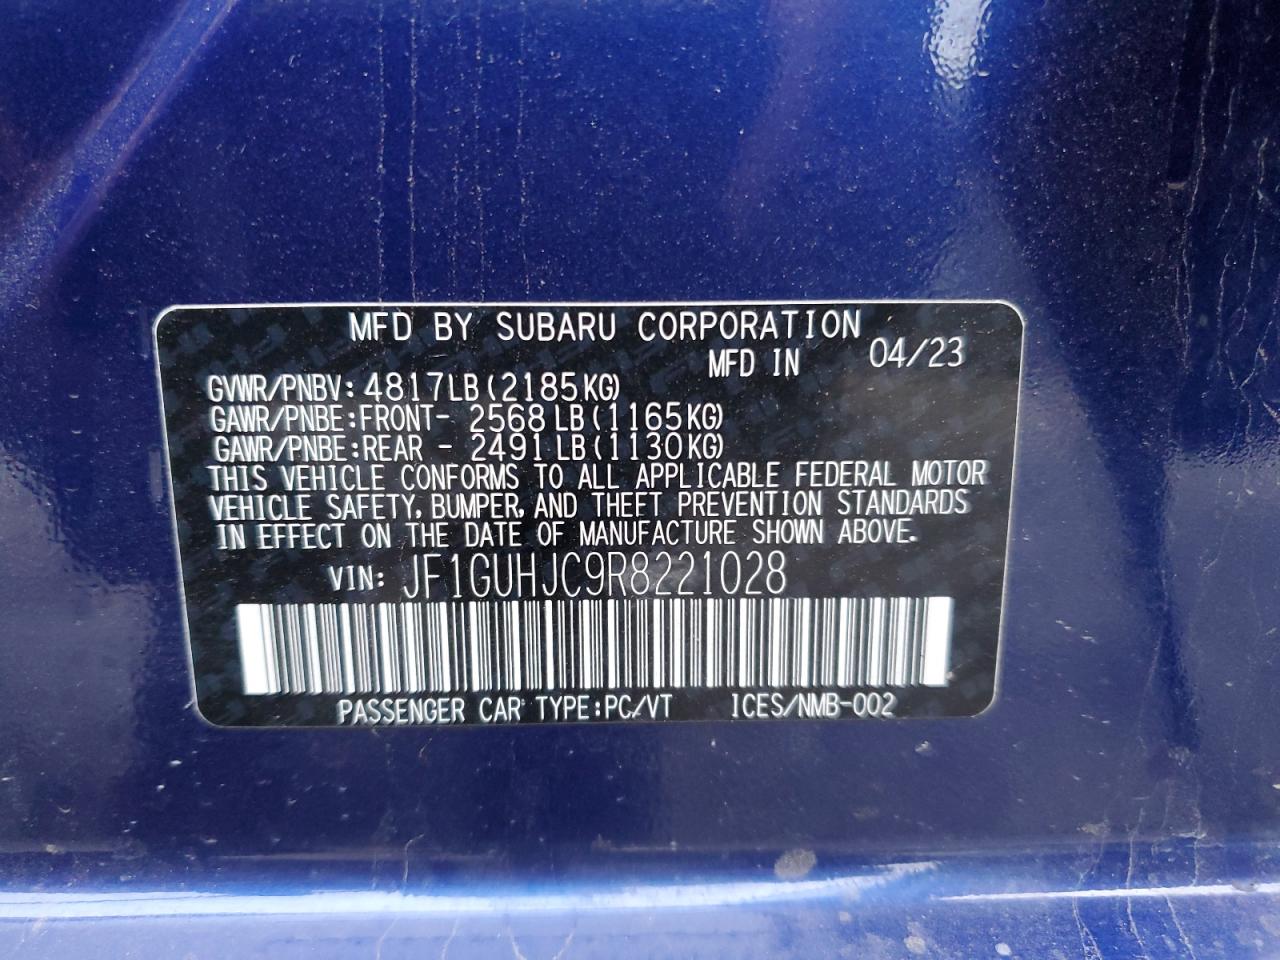 MFD BY SUBARU CORPORATION
MFD IN 04/23
GVWR/PNBV: 4817LB (2185KG)
GAWR/PNBE: FRONT- 2568 LB (1165KG)
GAWR/PNBE: REAR - 2491 LB (1130KG)
THIS VEHICLE CONFORMS TO ALL APPLICABLE FEDERAL MOTOR
VEHICLE SAFETY, BUMPER, AND THEFT PREVENTION STANDARDS
IN EFFECT ON THE DATE OF MANUFACTURE SHOWN ABOVE.
VIN: JF1GUHJC9R8221028
PASSENGER CAR TYPE: PC/VT ICES/NMB-002